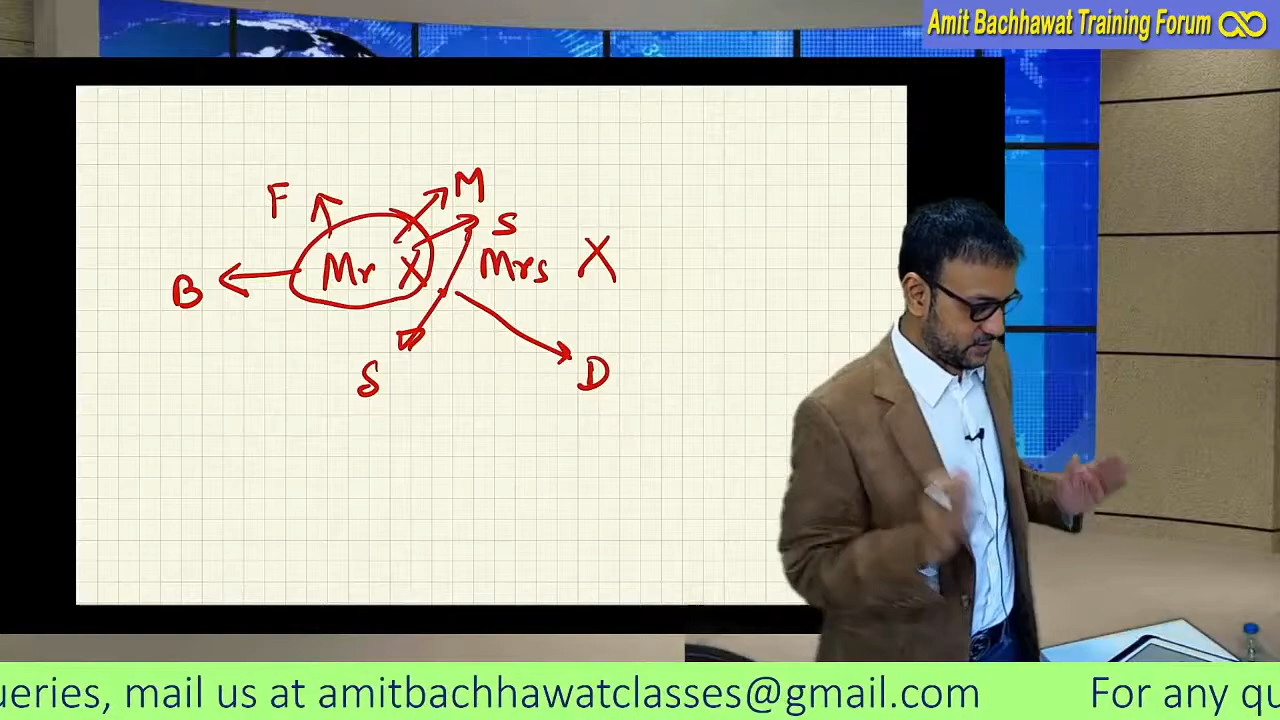 Amit Bachhawat Training Forum
F
M
S
Mr X
Mrs X
B
S
D
ueries, mail us at amitbachhawatclasses@gmail.com For any qu